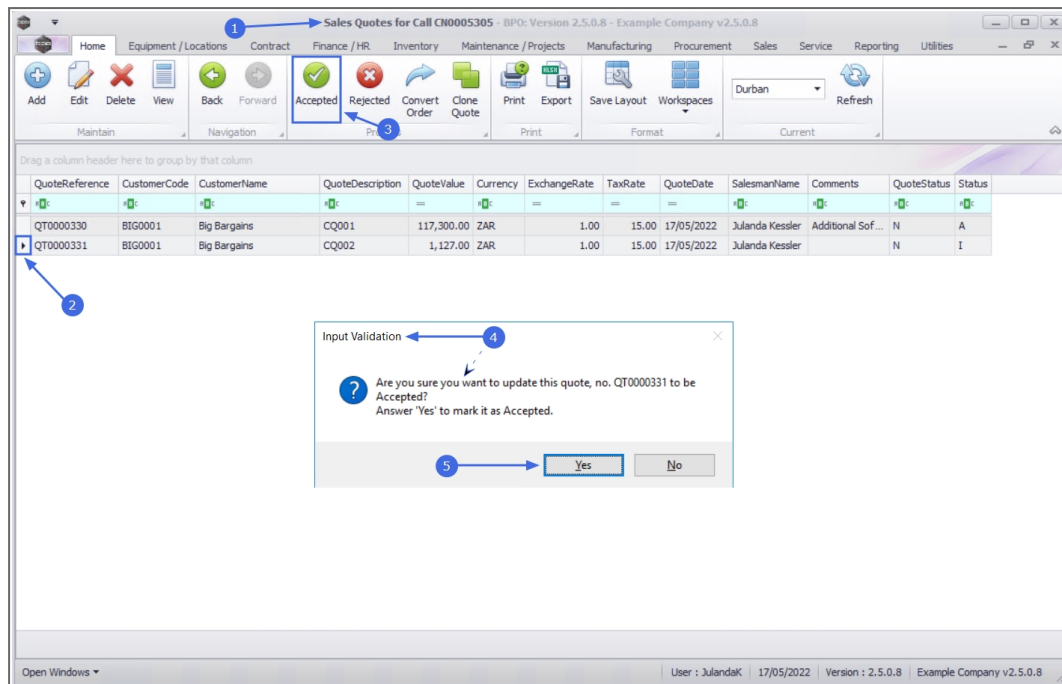 Sales Quotes for Call CN0005305 - BPO: Version 2.5.0.8 - Example Company v2.5.0.8
1
Home Equipment / Locations Contract Finance / HR Inventory Maintenance / Projects Manufacturing Procurement Sales Service Reporting Utilities
Add Edit Delete View Back Forward Accepted Rejected Convert Order Clone Quote Print Export Save Layout Workspaces Durban Refresh
3
Maintain Navigation Print Format Current
Drag a column header here to group by that column
QuoteReference CustomerCode CustomerName QuoteDescription QuoteValue Currency ExchangeRate TaxRate QuoteDate SalesmanName Comments QuoteStatus Status
QT0000330 BIG0001 Big Bargains CQ001 117,300.00 ZAR 1.00 15.00 17/05/2022 Julanda Kessler Additional Sof... N A
QT0000331 BIG0001 Big Bargains CQ002 1,127.00 ZAR 1.00 15.00 17/05/2022 Julanda Kessler N I
2
Input Validation
4
Are you sure you want to update this quote, no. QT0000331 to be
Accepted?
Answer 'Yes' to mark it as Accepted.
5
Yes No
Open Windows User : JulandaK 17/05/2022 Version : 2.5.0.8 Example Company v2.5.0.8